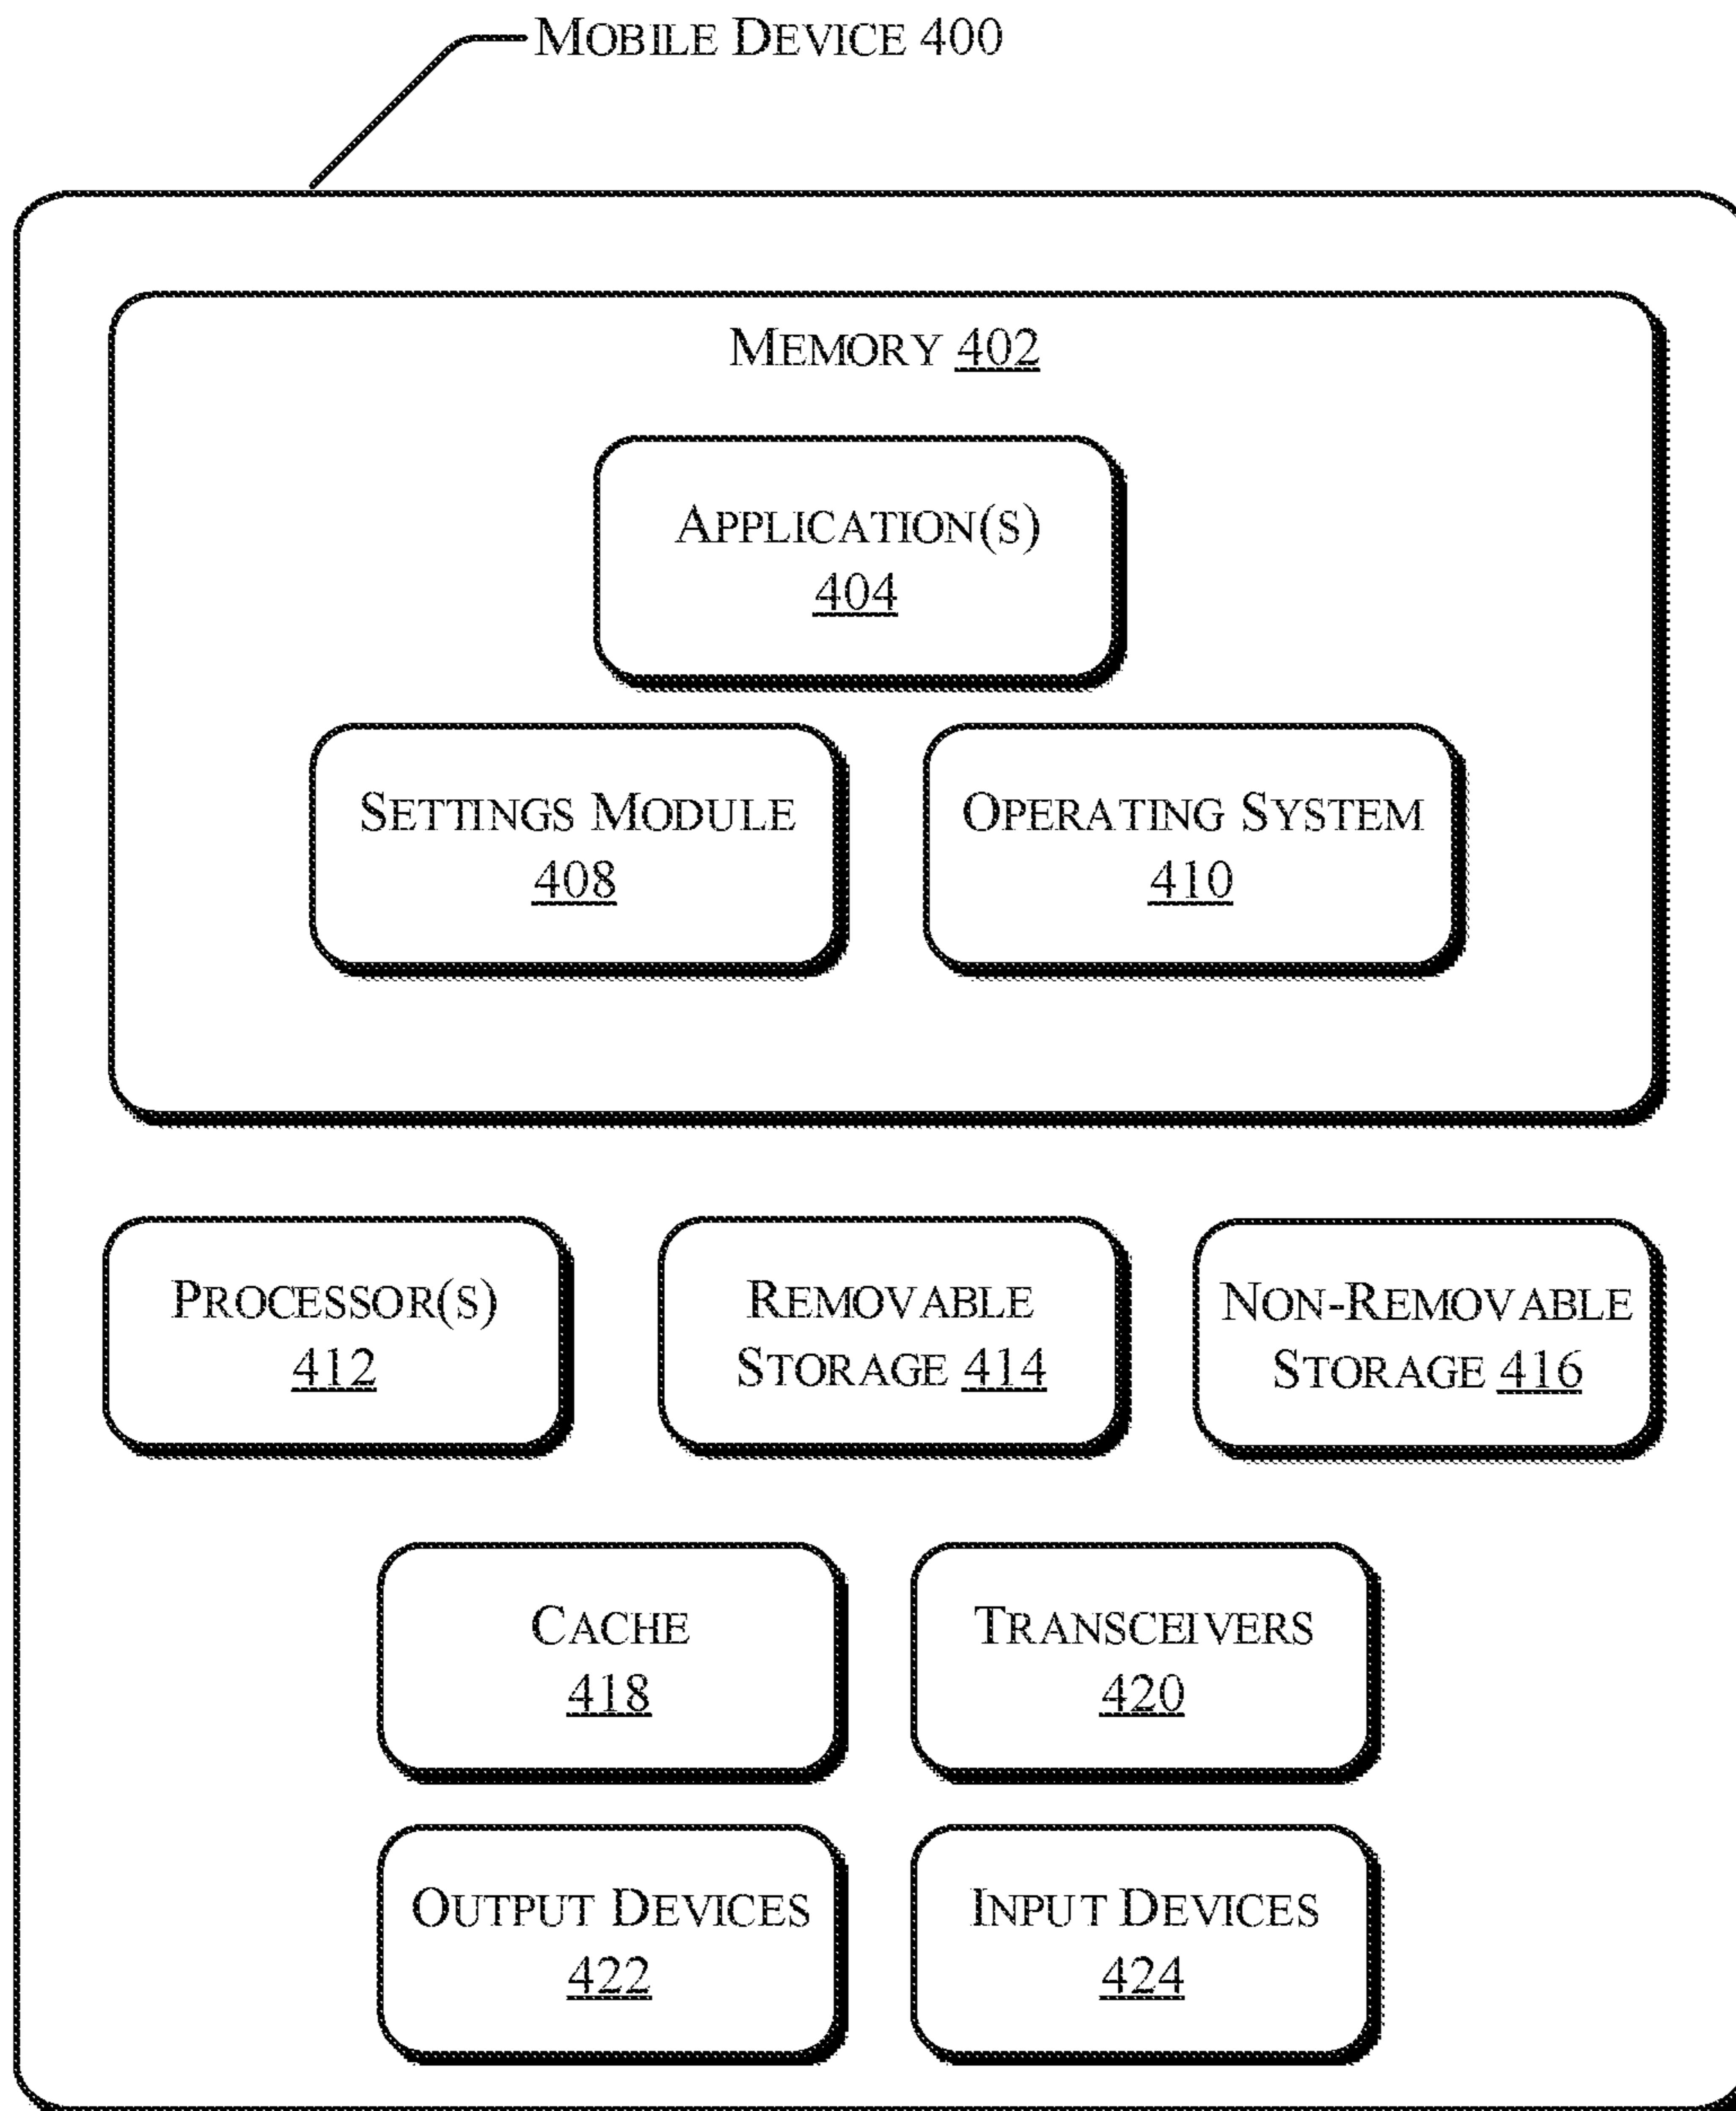 MOBILE DEVICE 400
MEMORY 402
APPLICATION(S)
404
SETTINGS MODULE
408
OPERATING SYSTEM
410
PROCESSOR(S)
412
REMOVABLE
STORAGE 414
NON-REMOVABLE
STORAGE 416
CACHE
418
TRANSCEIVERS
420
OUTPUT DEVICES
422
INPUT DEVICES
424